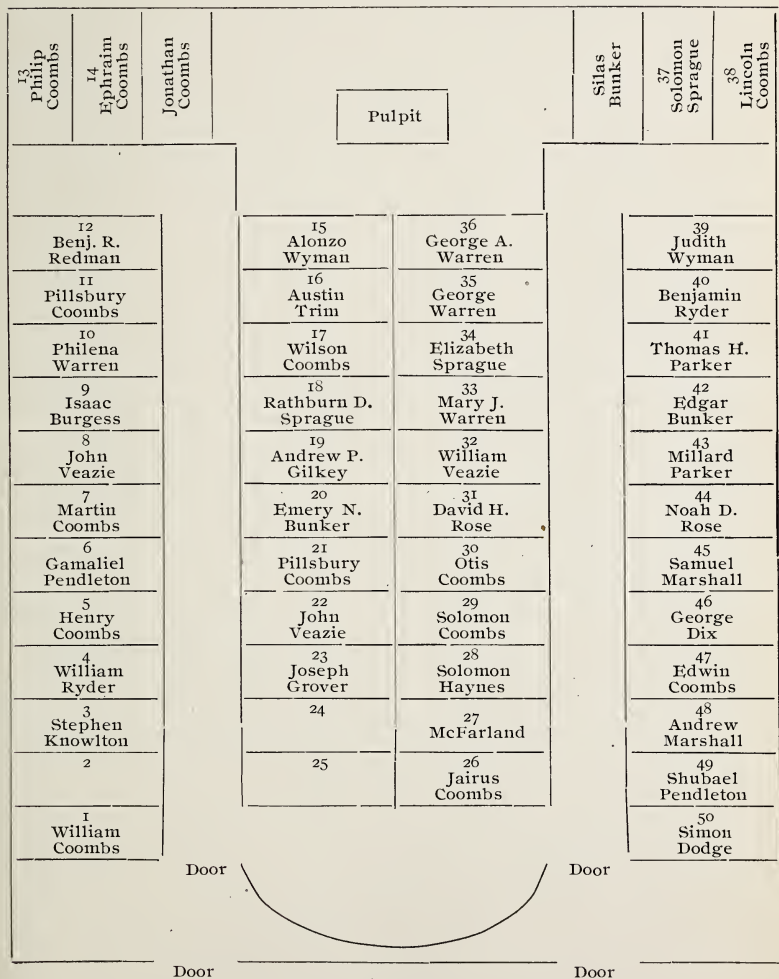 13
Philip
Coombs
14
Ephraim
Coombs
Jonathan
Coombs
Pulpit
Silas
Bunker
37
Solomon
Sprague
38
Lincoln
Coombs
12
Benj. R.
Redman
11
Pillsbury
Coombs
10
Philena
Warren
9
Isaac
Burgess
8
John
Veazie
7
Martin
Coombs
6
Gamaliel
Pendleton
5
Henry
Coombs
4
William
Ryder
3
Stephen
Knowlton
2
1
William
Coombs
15
Alonzo
Wyman
16
Austin
Trim
17
Wilson
Coombs
18
Rathburn D.
Sprague
19
Andrew P.
Gilkey
20
Emery N.
Bunker
21
Pillsbury
Coombs
22
John
Veazie
23
Joseph
Grover
24
25
36
George A.
Warren
35
George
Warren
34
Elizabeth
Sprague
33
Mary J.
Warren
32
William
Veazie
31
David H.
Rose
30
Otis
Coombs
29
Solomon
Coombs
28
Solomon
Haynes
27
McFarland
26
Jairus
Coombs
39
Judith
Wyman
40
Benjamin
Ryder
41
Thomas H.
Parker
42
Edgar
Bunker
43
Millard
Parker
44
Noah D.
Rose
45
Samuel
Marshall
46
George
Dix
47
Edwin
Coombs
48
Andrew
Marshall
49
Shubael
Pendleton
50
Simon
Dodge
Door
Door
Door
Door